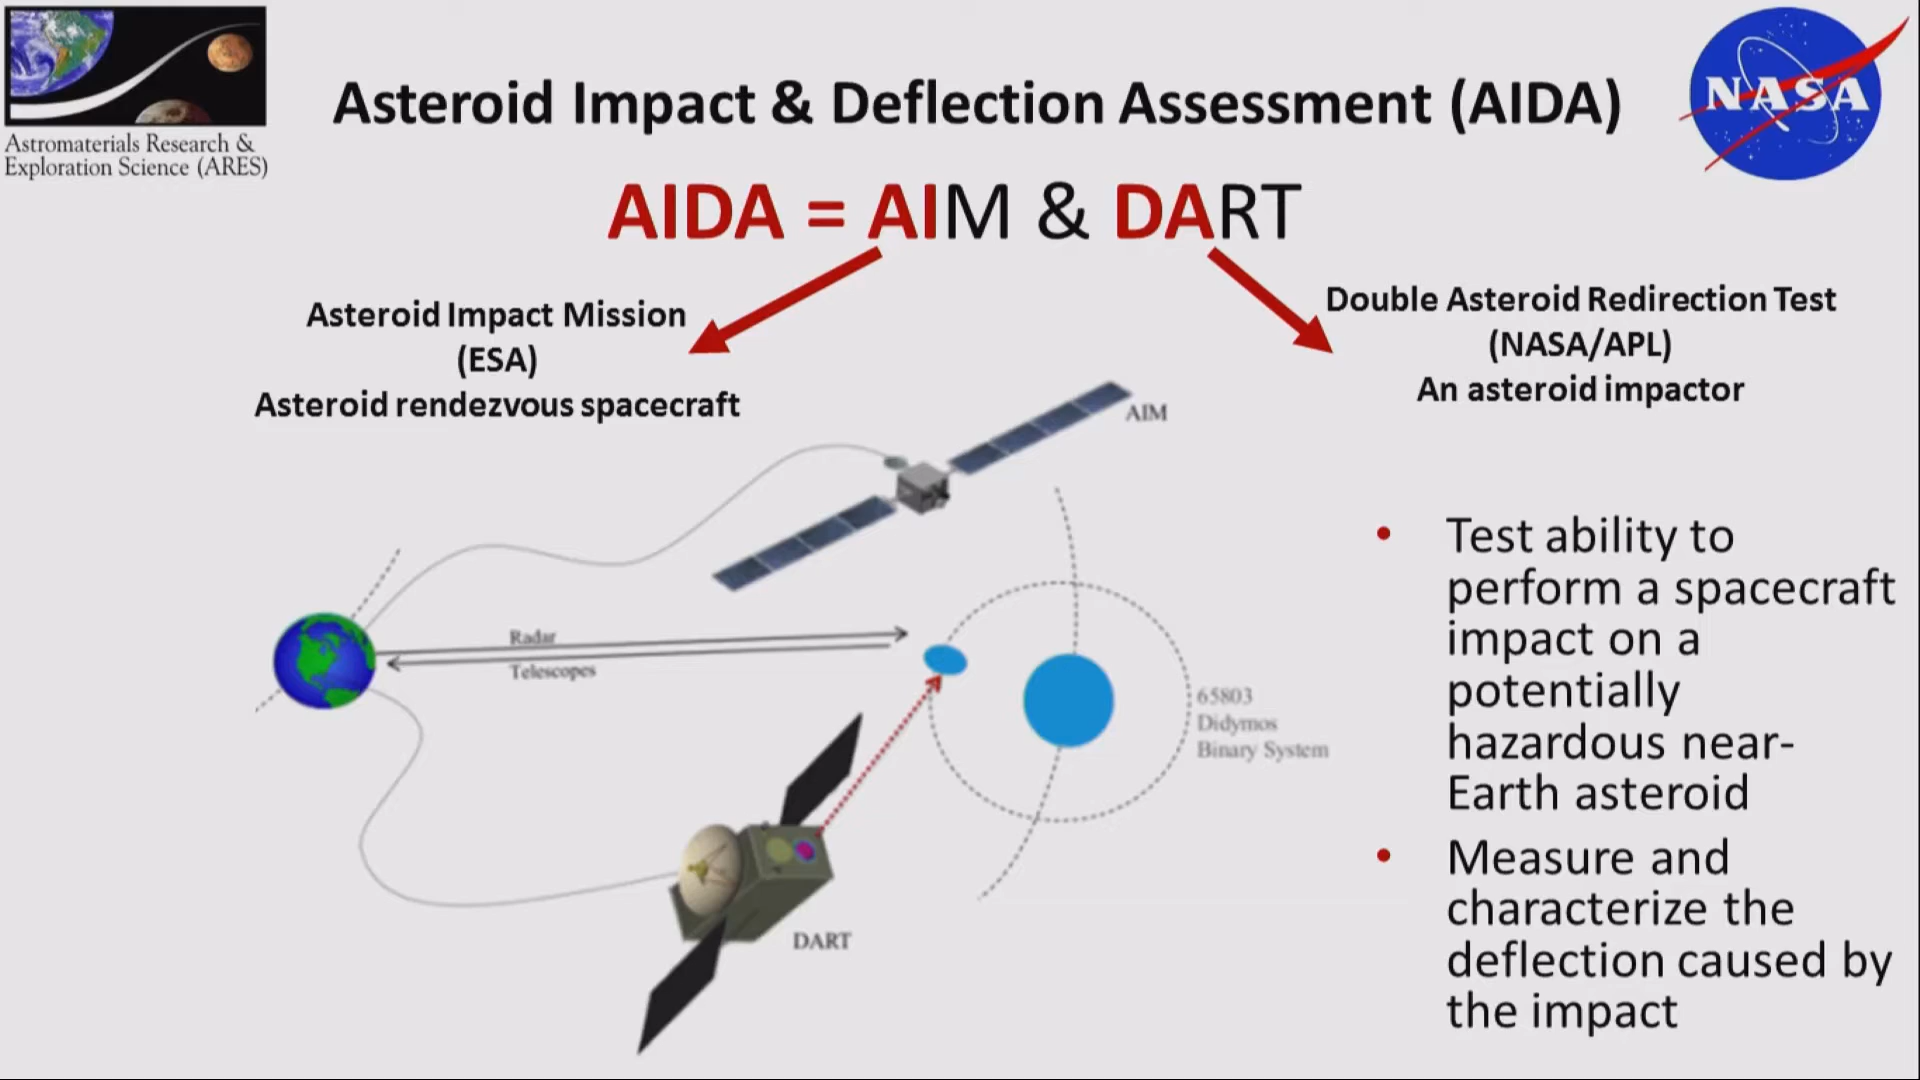 Astromaterials Research &
Exploration Science (ARES)
Asteroid Impact & Deflection Assessment (AIDA)
NASA
AIDA = AIM & DART
Asteroid Impact Mission
(ESA)
Asteroid rendezvous spacecraft
Double Asteroid Redirection Test
(NASA/APL)
An asteroid impactor
AIM
Radar
Telescopes
65803
Didymos
Binary System
DART
• Test ability to
perform a spacecraft
impact on a
potentially
hazardous near-
Earth asteroid
• Measure and
characterize the
deflection caused by
the impact